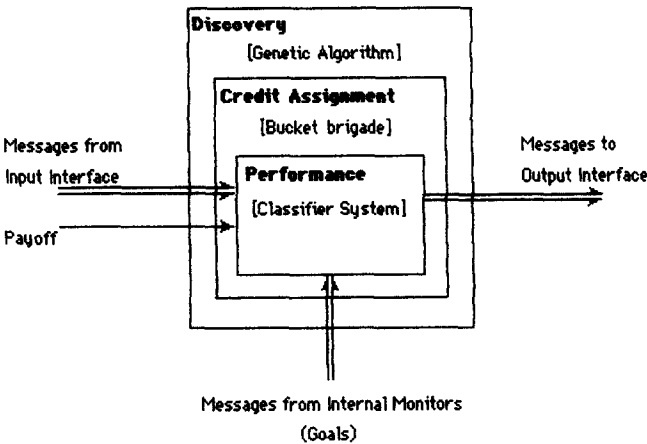 Discovery
[Genetic Algorithm]
Credit Assignment
[Bucket brigade]
Messages from
Input Interface
Performance
[Classifier System]
Messages to
Output Interface
Payoff
Messages from Internal Monitors
(Goals)